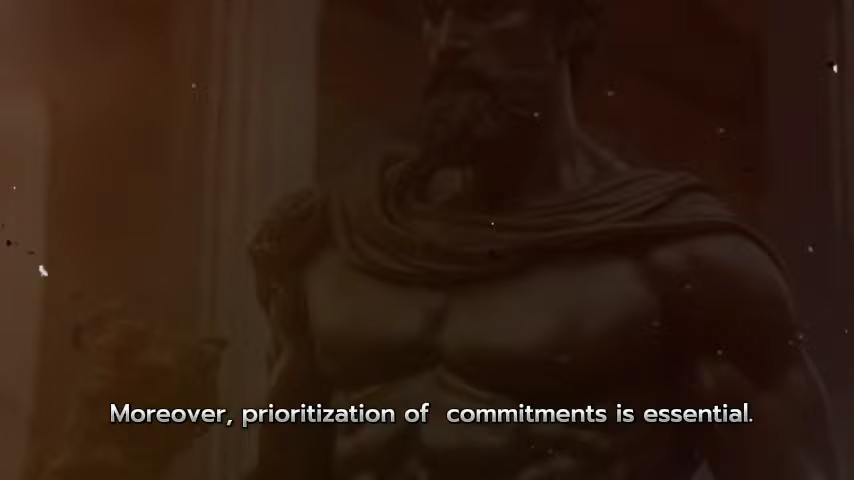 Moreover, prioritization of  commitments is essential.